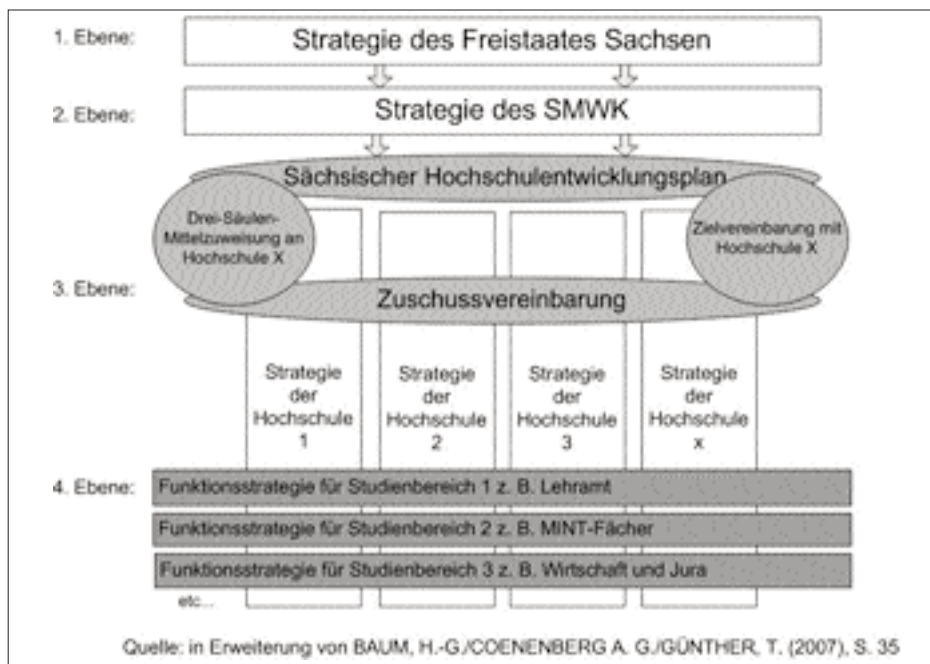 1. Ebene:
Strategie des Freistaates Sachsen
2. Ebene:
Strategie des SMWK
Sächsischer Hochschulentwicklungsplan
Drei-Säulen-
Mittelzuweisung an
Hochschule X
Zielvereinbarung mit
Hochschule X
3. Ebene:
Zuschussvereinbarung
Strategie
der
Hochschule
1
Strategie
der
Hochschule
2
Strategie
der
Hochschule
3
Strategie
der
Hochschule
x
4. Ebene:
Funktionsstrategie für Studienbereich 1 z. B. Lehramt
Funktionsstrategie für Studienbereich 2 z. B. MINT-Fächer
Funktionsstrategie für Studienbereich 3 z. B. Wirtschaft und Jura
etc...
Quelle: in Erweiterung von BAUM, H.-G./COENENBERG A. G./GÜNTHER, T. (2007), S. 35